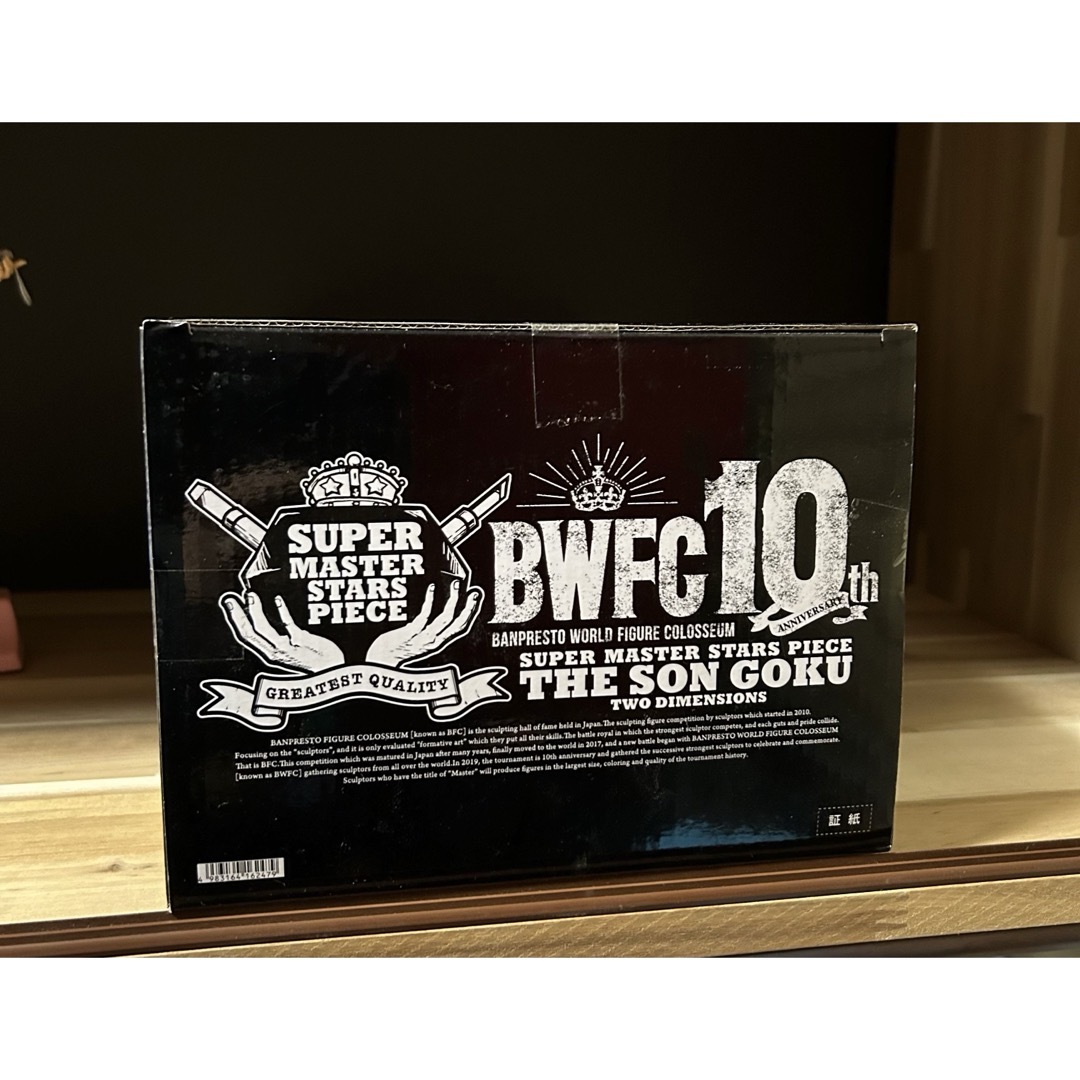 SUPER
MASTER
STARS
PIECE
GREATEST QUALITY
BWFC 10th
ANNIVERSARY
BANPRESTO WORLD FIGURE COLOSSEUM
SUPER MASTER STARS PIECE
THE SON GOKU
TWO DIMENSIONS
BANPRESTO FIGURE COLOSSEUM [known as BFC] is the sculpting hall of fame held in Japan.The sculpting figure competition by sculptors which started in 2010.
Focusing on the "sculptors", and it is only evaluated "formative art" which they put all their skills.The battle royal in which the strongest sculptor competes, and each guts and pride collide.
That is BFC.This competition which was matured in Japan after many years, finally moved to the world in 2017, and a new battle began with BANPRESTO WORLD FIGURE COLOSSEUM
[known as BWFC] gathering sculptors from all over the world.In 2019, the tournament is 10th anniversary and gathered the successive strongest sculptors to celebrate and commemorate.
Sculptors who have the title of "Master" will produce figures in the largest size, coloring and quality of the tournament history.
証 紙
4 983164 162479